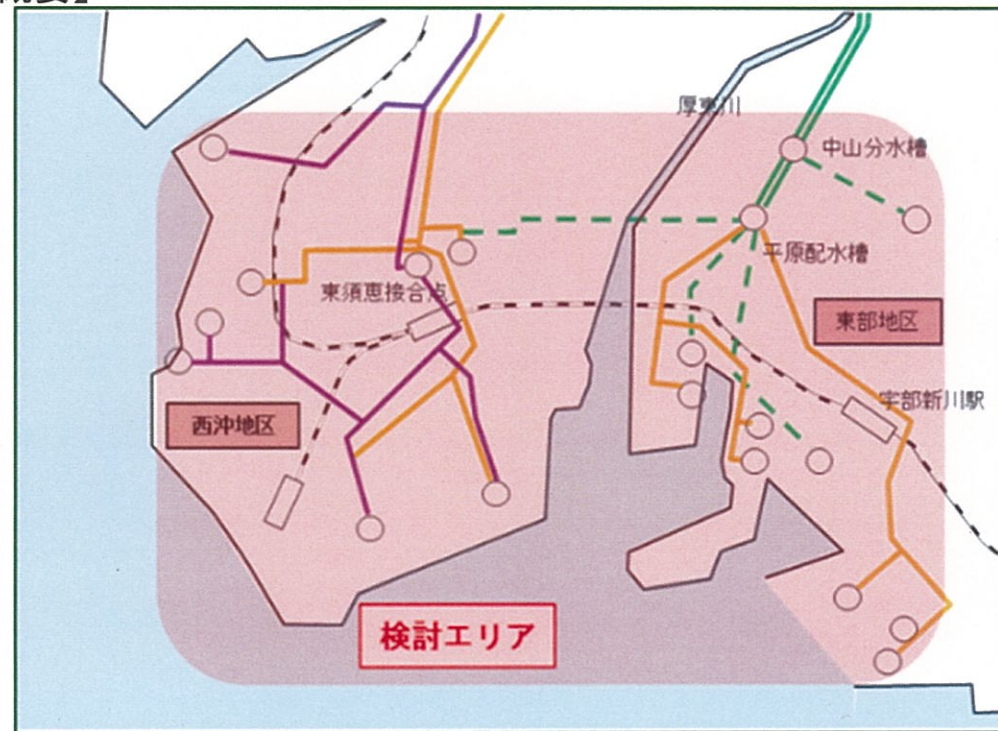 厚東川
中山分水槽
平原配水槽
東須恵接合点
東部地区
宇部新川駅
西沖地区
検討エリア